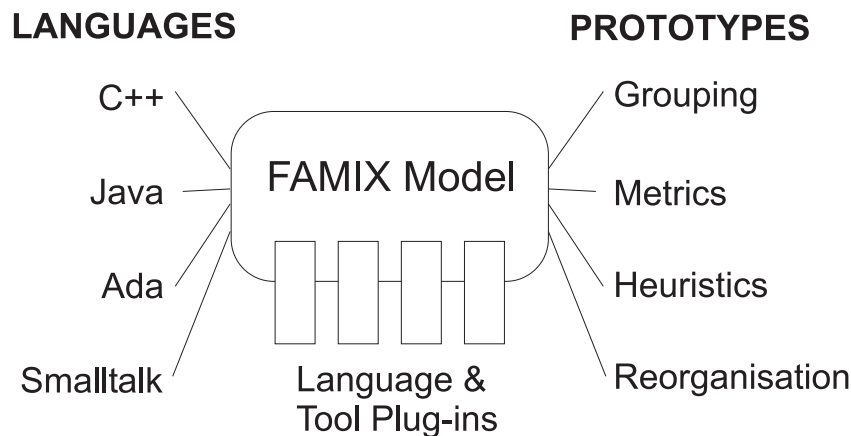 LANGUAGES
PROTOTYPES
C++
Grouping
FAMIX Model
Java
Metrics
Ada
Heuristics
Smalltalk
Language &
Tool Plug-ins
Reorganisation